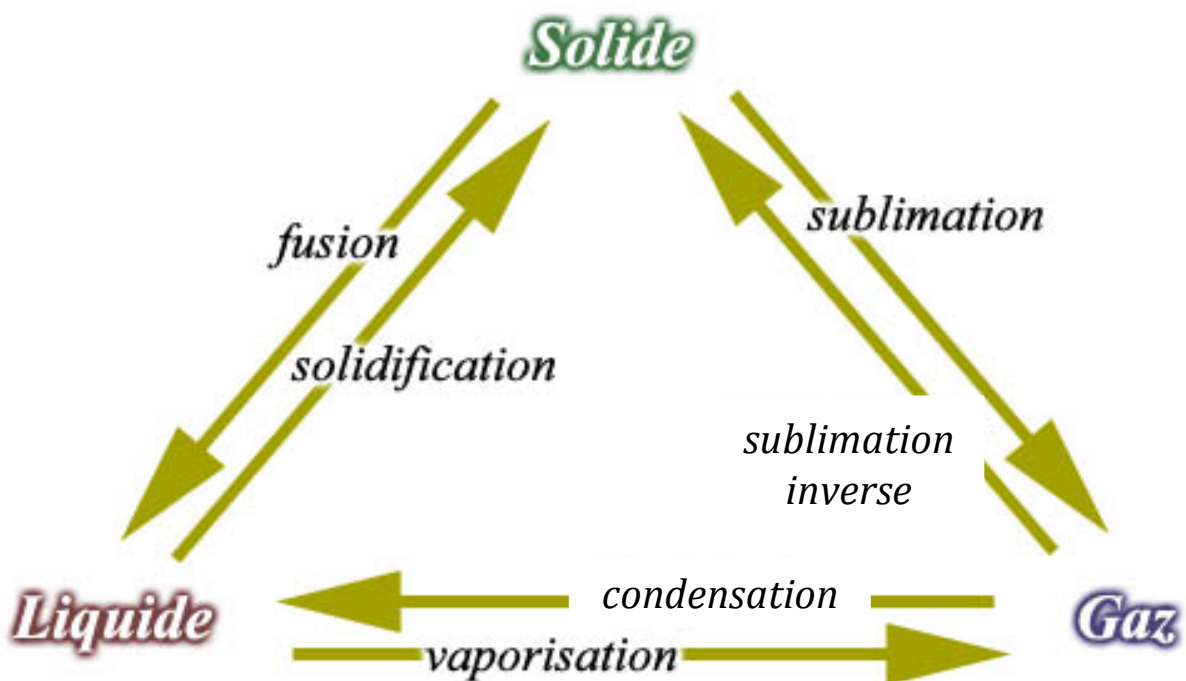 Solide
fusion
sublimation
solidification
sublimation
inverse
condensation
Liquide
Gaz
vaporisation